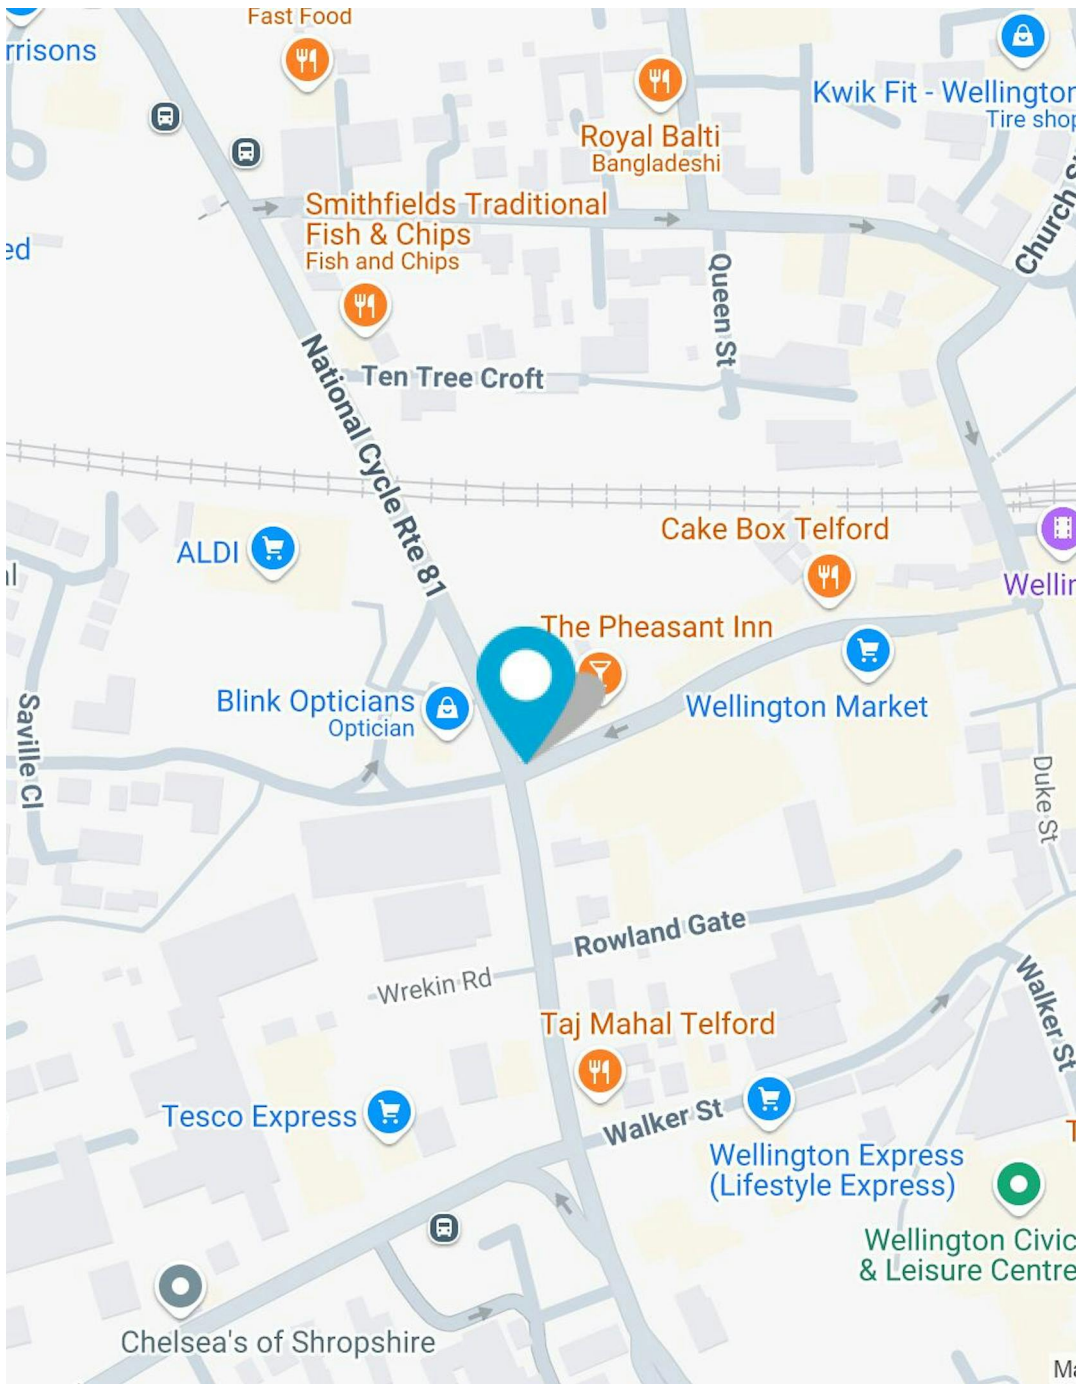 Fast Food
rrisons
Kwik Fit - Wellington
Tire shop
Royal Balti
Bangladeshi
Smithfields Traditional
Fish & Chips
Fish and Chips
ed
Church S
Queen St
National Cycle Rte 81
Ten Tree Croft
Cake Box Telford
ALDI
al
Wellin
The Pheasant Inn
Blink Opticians
Optician
Wellington Market
Saville Cl
Duke St
Rowland Gate
Wrekin Rd
Walker St
Taj Mahal Telford
Tesco Express
Walker St
Wellington Express
(Lifestyle Express)
T
Wellington Civic
& Leisure Centre
Chelsea's of Shropshire
Ma